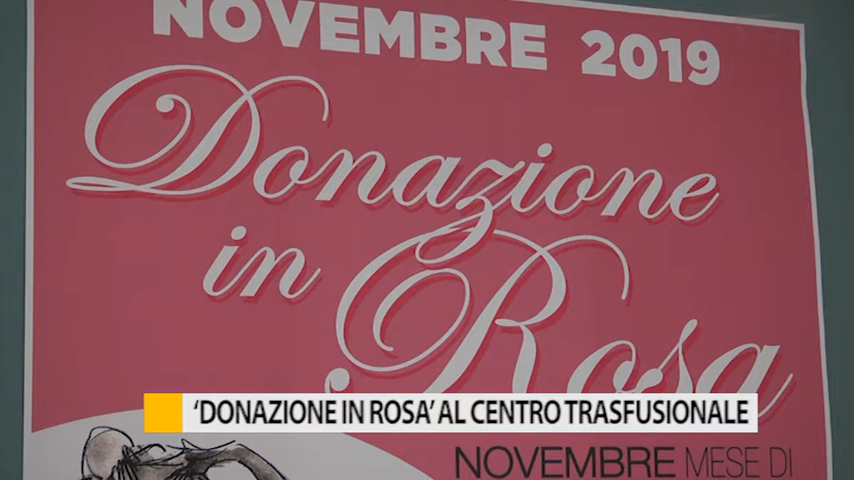 NOVEMBRE 2019
Donazione
in Rosa
‘DONAZIONE IN ROSA’ AL CENTRO TRASFUSIONALE
NOVEMBRE MESE DI